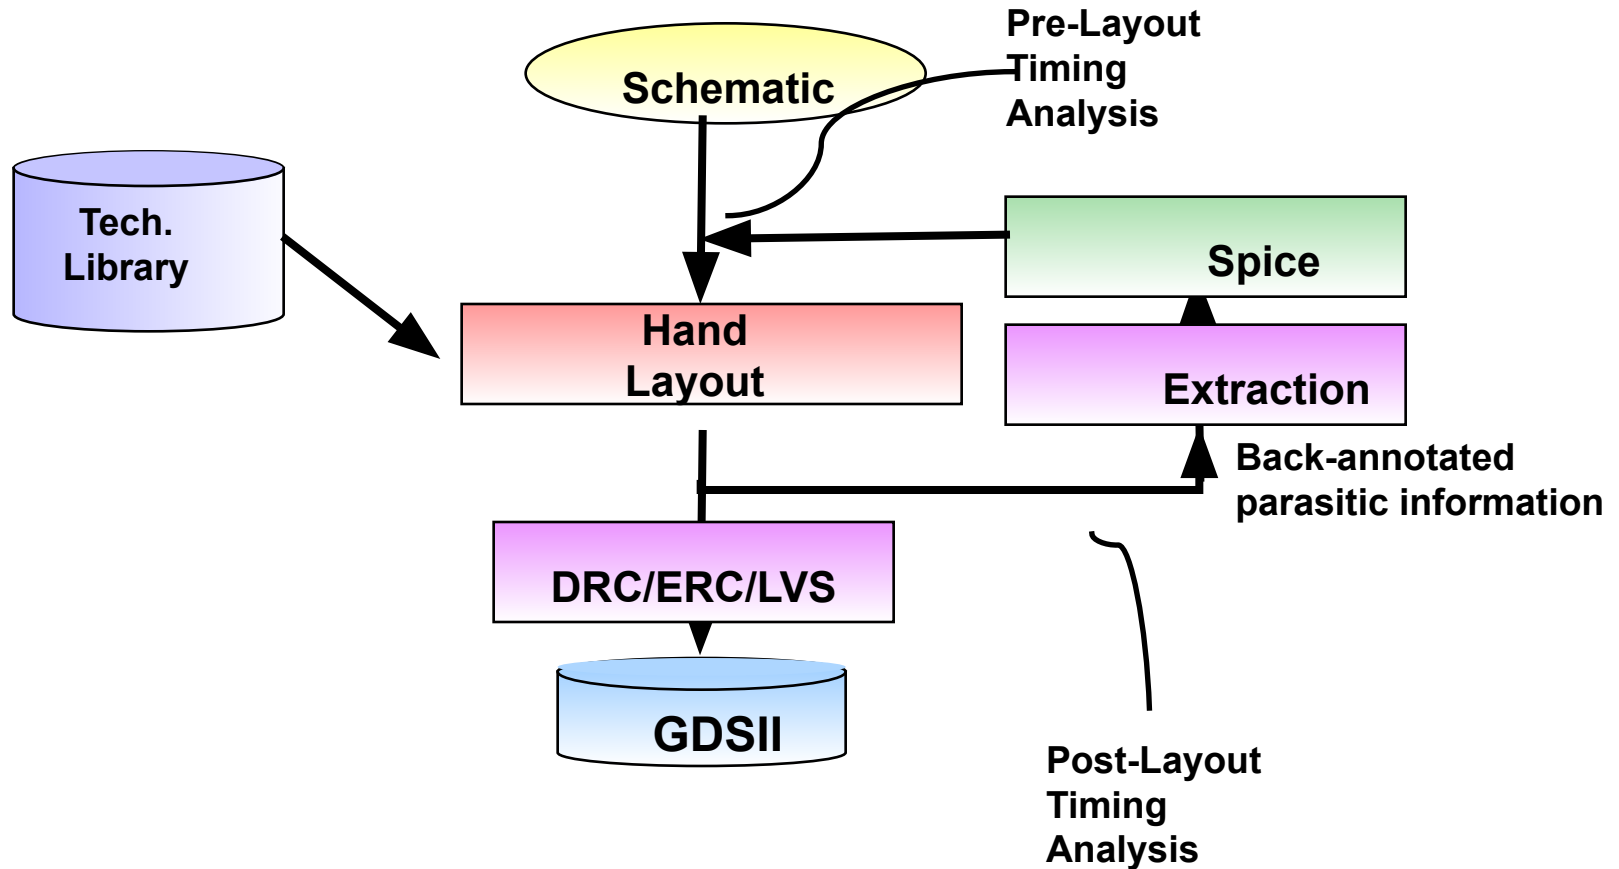 Pre-Layout
Timing
Analysis
Schematic
Tech.
Library
Spice
Hand
Layout
Extraction
Back-annotated
parasitic information
DRC/ERC/LVS
GDSII
Post-Layout
Timing
Analysis